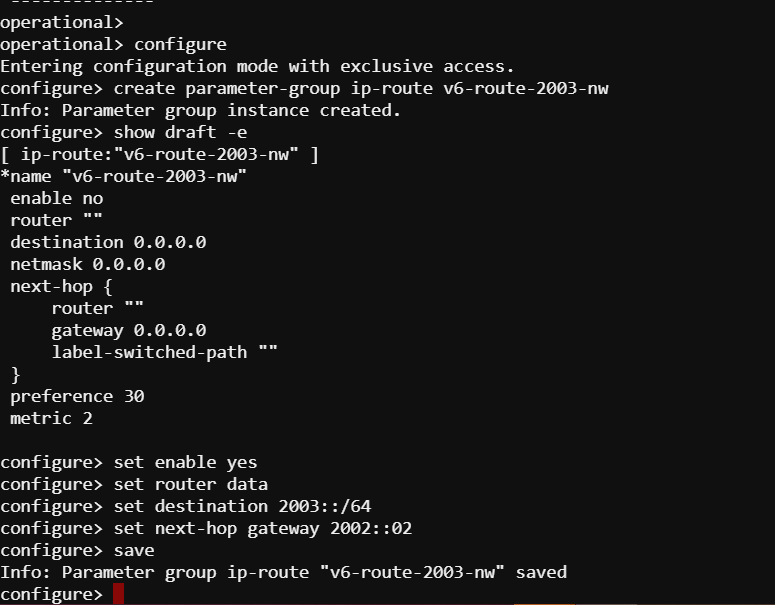 --------------
operational>
operational> configure
Entering configuration mode with exclusive access.
configure> create parameter-group ip-route v6-route-2003-nw
Info: Parameter group instance created.
configure> show draft -e
[ ip-route:"v6-route-2003-nw" ]
*name "v6-route-2003-nw"
 enable no
 router ""
 destination 0.0.0.0
 netmask 0.0.0.0
 next-hop {
     router ""
     gateway 0.0.0.0
     label-switched-path ""
 }
 preference 30
 metric 2

configure> set enable yes
configure> set router data
configure> set destination 2003::/64
configure> set next-hop gateway 2002::02
configure> save
Info: Parameter group ip-route "v6-route-2003-nw" saved
configure>